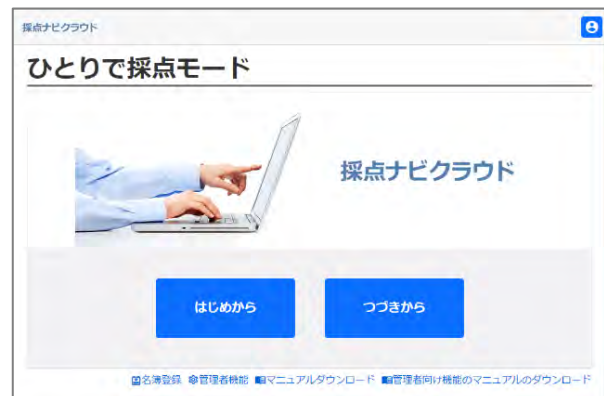 採点ナビクラウド
ひとりで採点モード
採点ナビクラウド
はじめから つづきから
名簿登録 管理者機能 マニュアルダウンロード 管理者向け機能のマニュアルのダウンロード